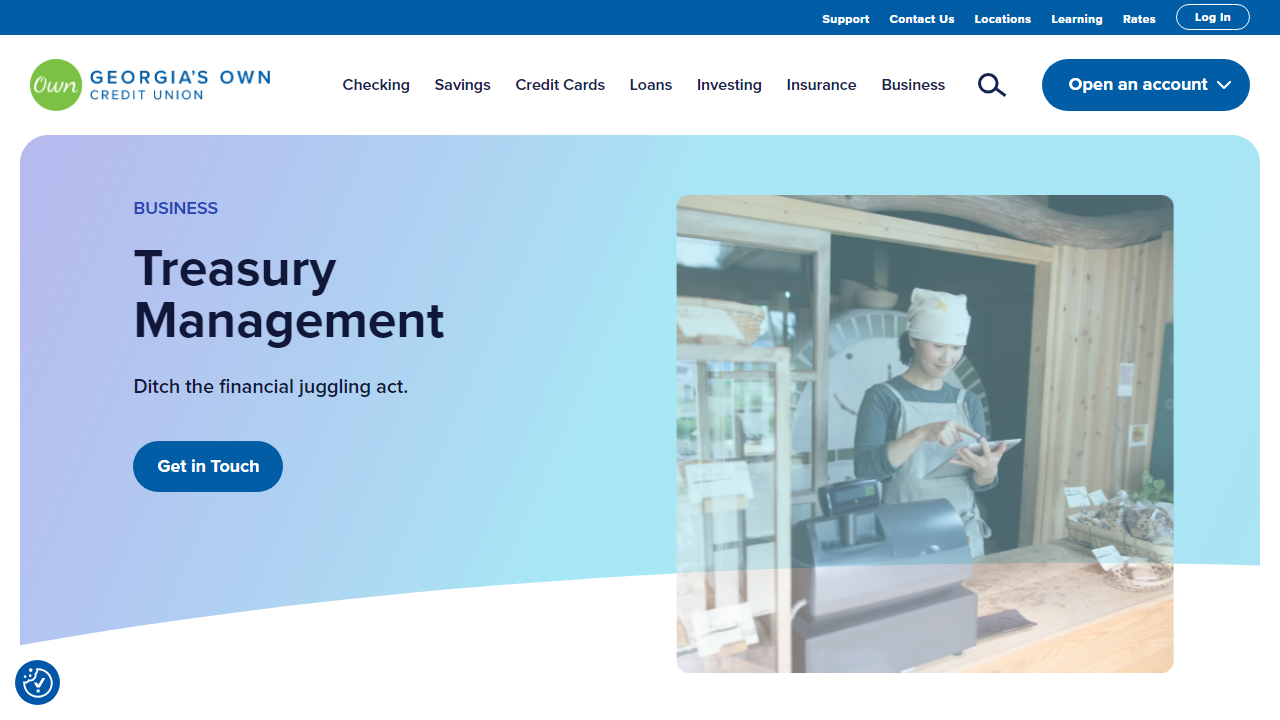 Support Contact Us Locations Learning Rates Log In
Own GEORGIA'S OWN
CREDIT UNION
Checking Savings Credit Cards Loans Investing Insurance Business Open an account
BUSINESS
Treasury
Management
Ditch the financial juggling act.
Get in Touch